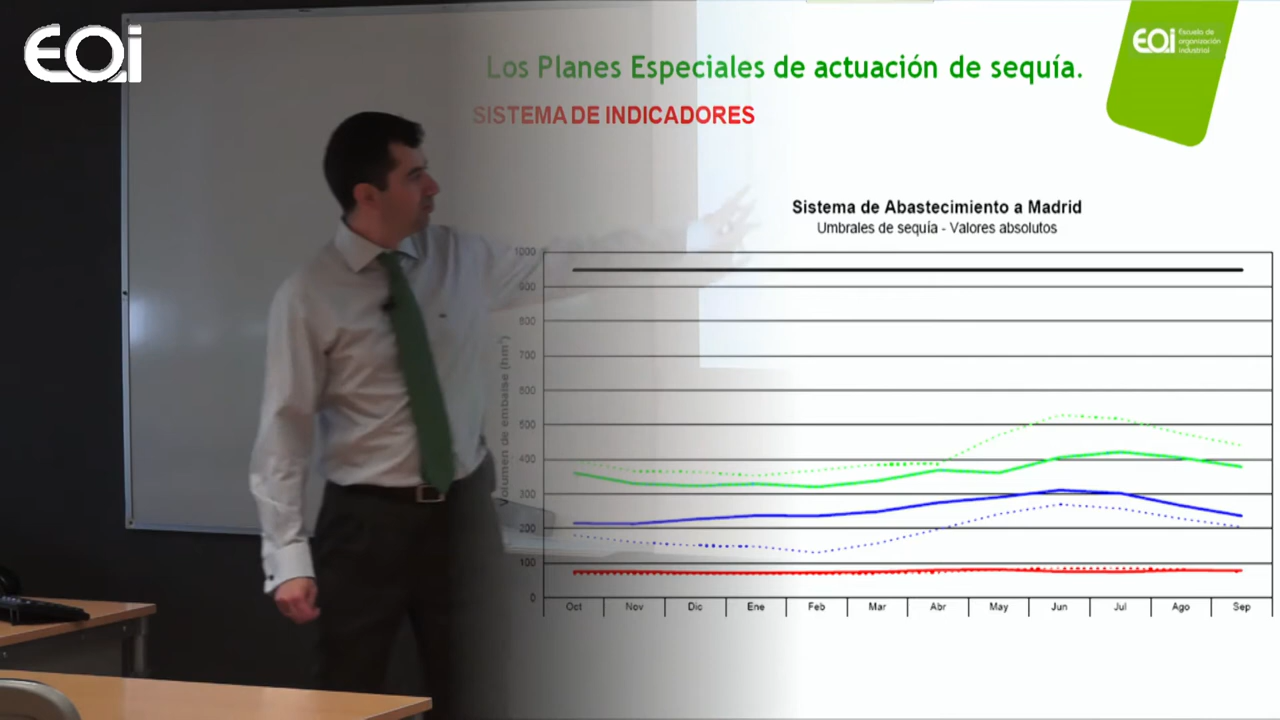 EOi
EOi
Escuela de
organización
industrial
Los Planes Especiales de actuación de sequía.
SISTEMA DE INDICADORES
Sistema de Abastecimiento a Madrid
Umbrales de sequía - Valores absolutos
Volumen de embalse (hm³)
1000
900
800
700
600
500
400
300
200
100
0
Oct Nov Dic Ene Feb Mar Abr May Jun Jul Ago Sep